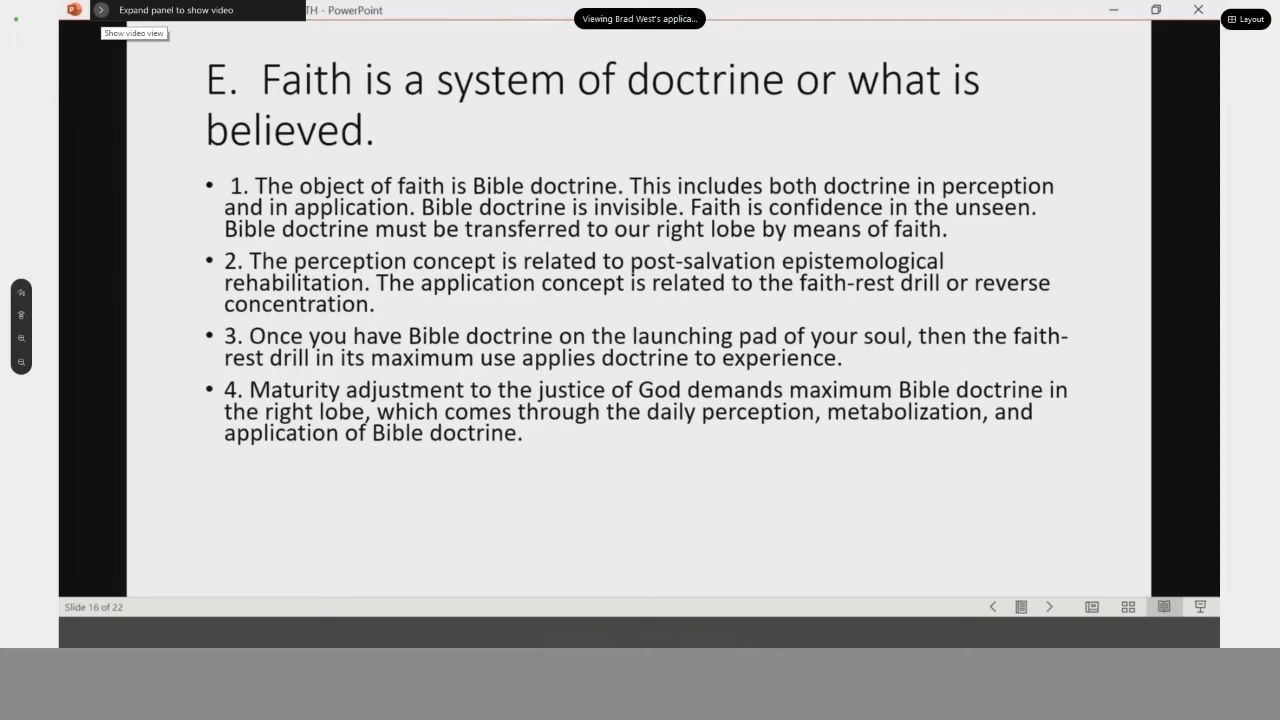 Expand panel to show video
TH - PowerPoint
Viewing Brad West's applica...
Layout
Show video view
E. Faith is a system of doctrine or what is
believed.
• 1. The object of faith is Bible doctrine. This includes both doctrine in perception
and in application. Bible doctrine is invisible. Faith is confidence in the unseen.
Bible doctrine must be transferred to our right lobe by means of faith.
• 2. The perception concept is related to post-salvation epistemological
rehabilitation. The application concept is related to the faith-rest drill or reverse
concentration.
• 3. Once you have Bible doctrine on the launching pad of your soul, then the faith-
rest drill in its maximum use applies doctrine to experience.
• 4. Maturity adjustment to the justice of God demands maximum Bible doctrine in
the right lobe, which comes through the daily perception, metabolization, and
application of Bible doctrine.
Slide 16 of 22